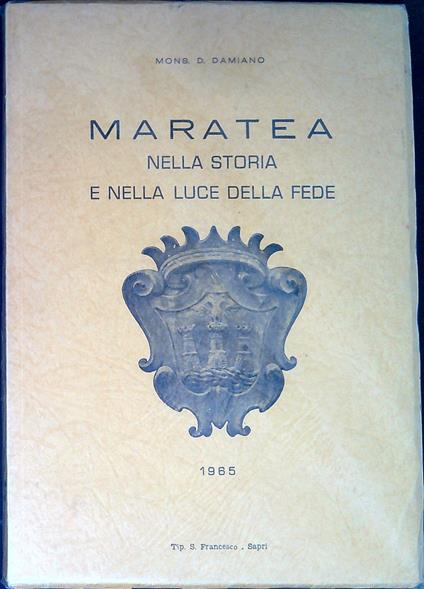 MONS. D. DAMIANO
MARATEA
NELLA STORIA
E NELLA LUCE DELLA FEDE
1965
Tip. S. Francesco . Sapri